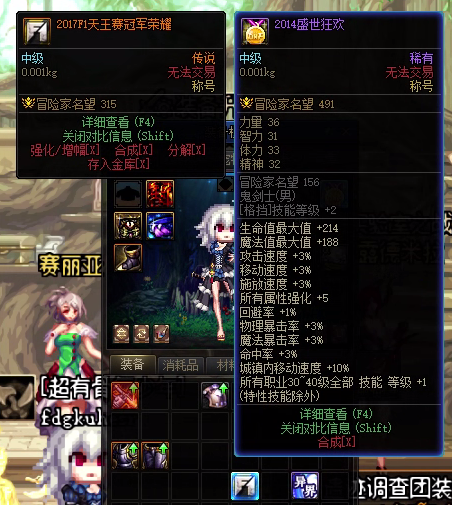 2017F1天王赛冠军荣耀
中级
传说
0.001kg
无法交易
称号
冒险家名望 315
详细查看 (F4)
关闭对比信息 (Shift)
强化/增幅[X] 合成[X] 分解[X]
存入金库[X]
2014盛世狂欢
中级
稀有
0.001kg
无法交易
称号
冒险家名望 491
力量 36
智力 31
体力 33
精神 32
冒险家名望 156
鬼剑士(男)
[格挡]技能等级 +2
生命值最大值 +214
魔法值最大值 +188
攻击速度 +3%
移动速度 +3%
施放速度 +3%
所有属性强化 +5
回避率 +1%
物理暴击率 +3%
魔法暴击率 +3%
命中率 +3%
城镇内移动速度 +10%
所有职业30~40级全部 技能 等级 +1
(特性技能除外)
详细查看 (F4)
关闭对比信息 (Shift)
合成[X]
赛丽亚
装备
消耗品
材料
[超有
fdgkuh
异界
调查团装